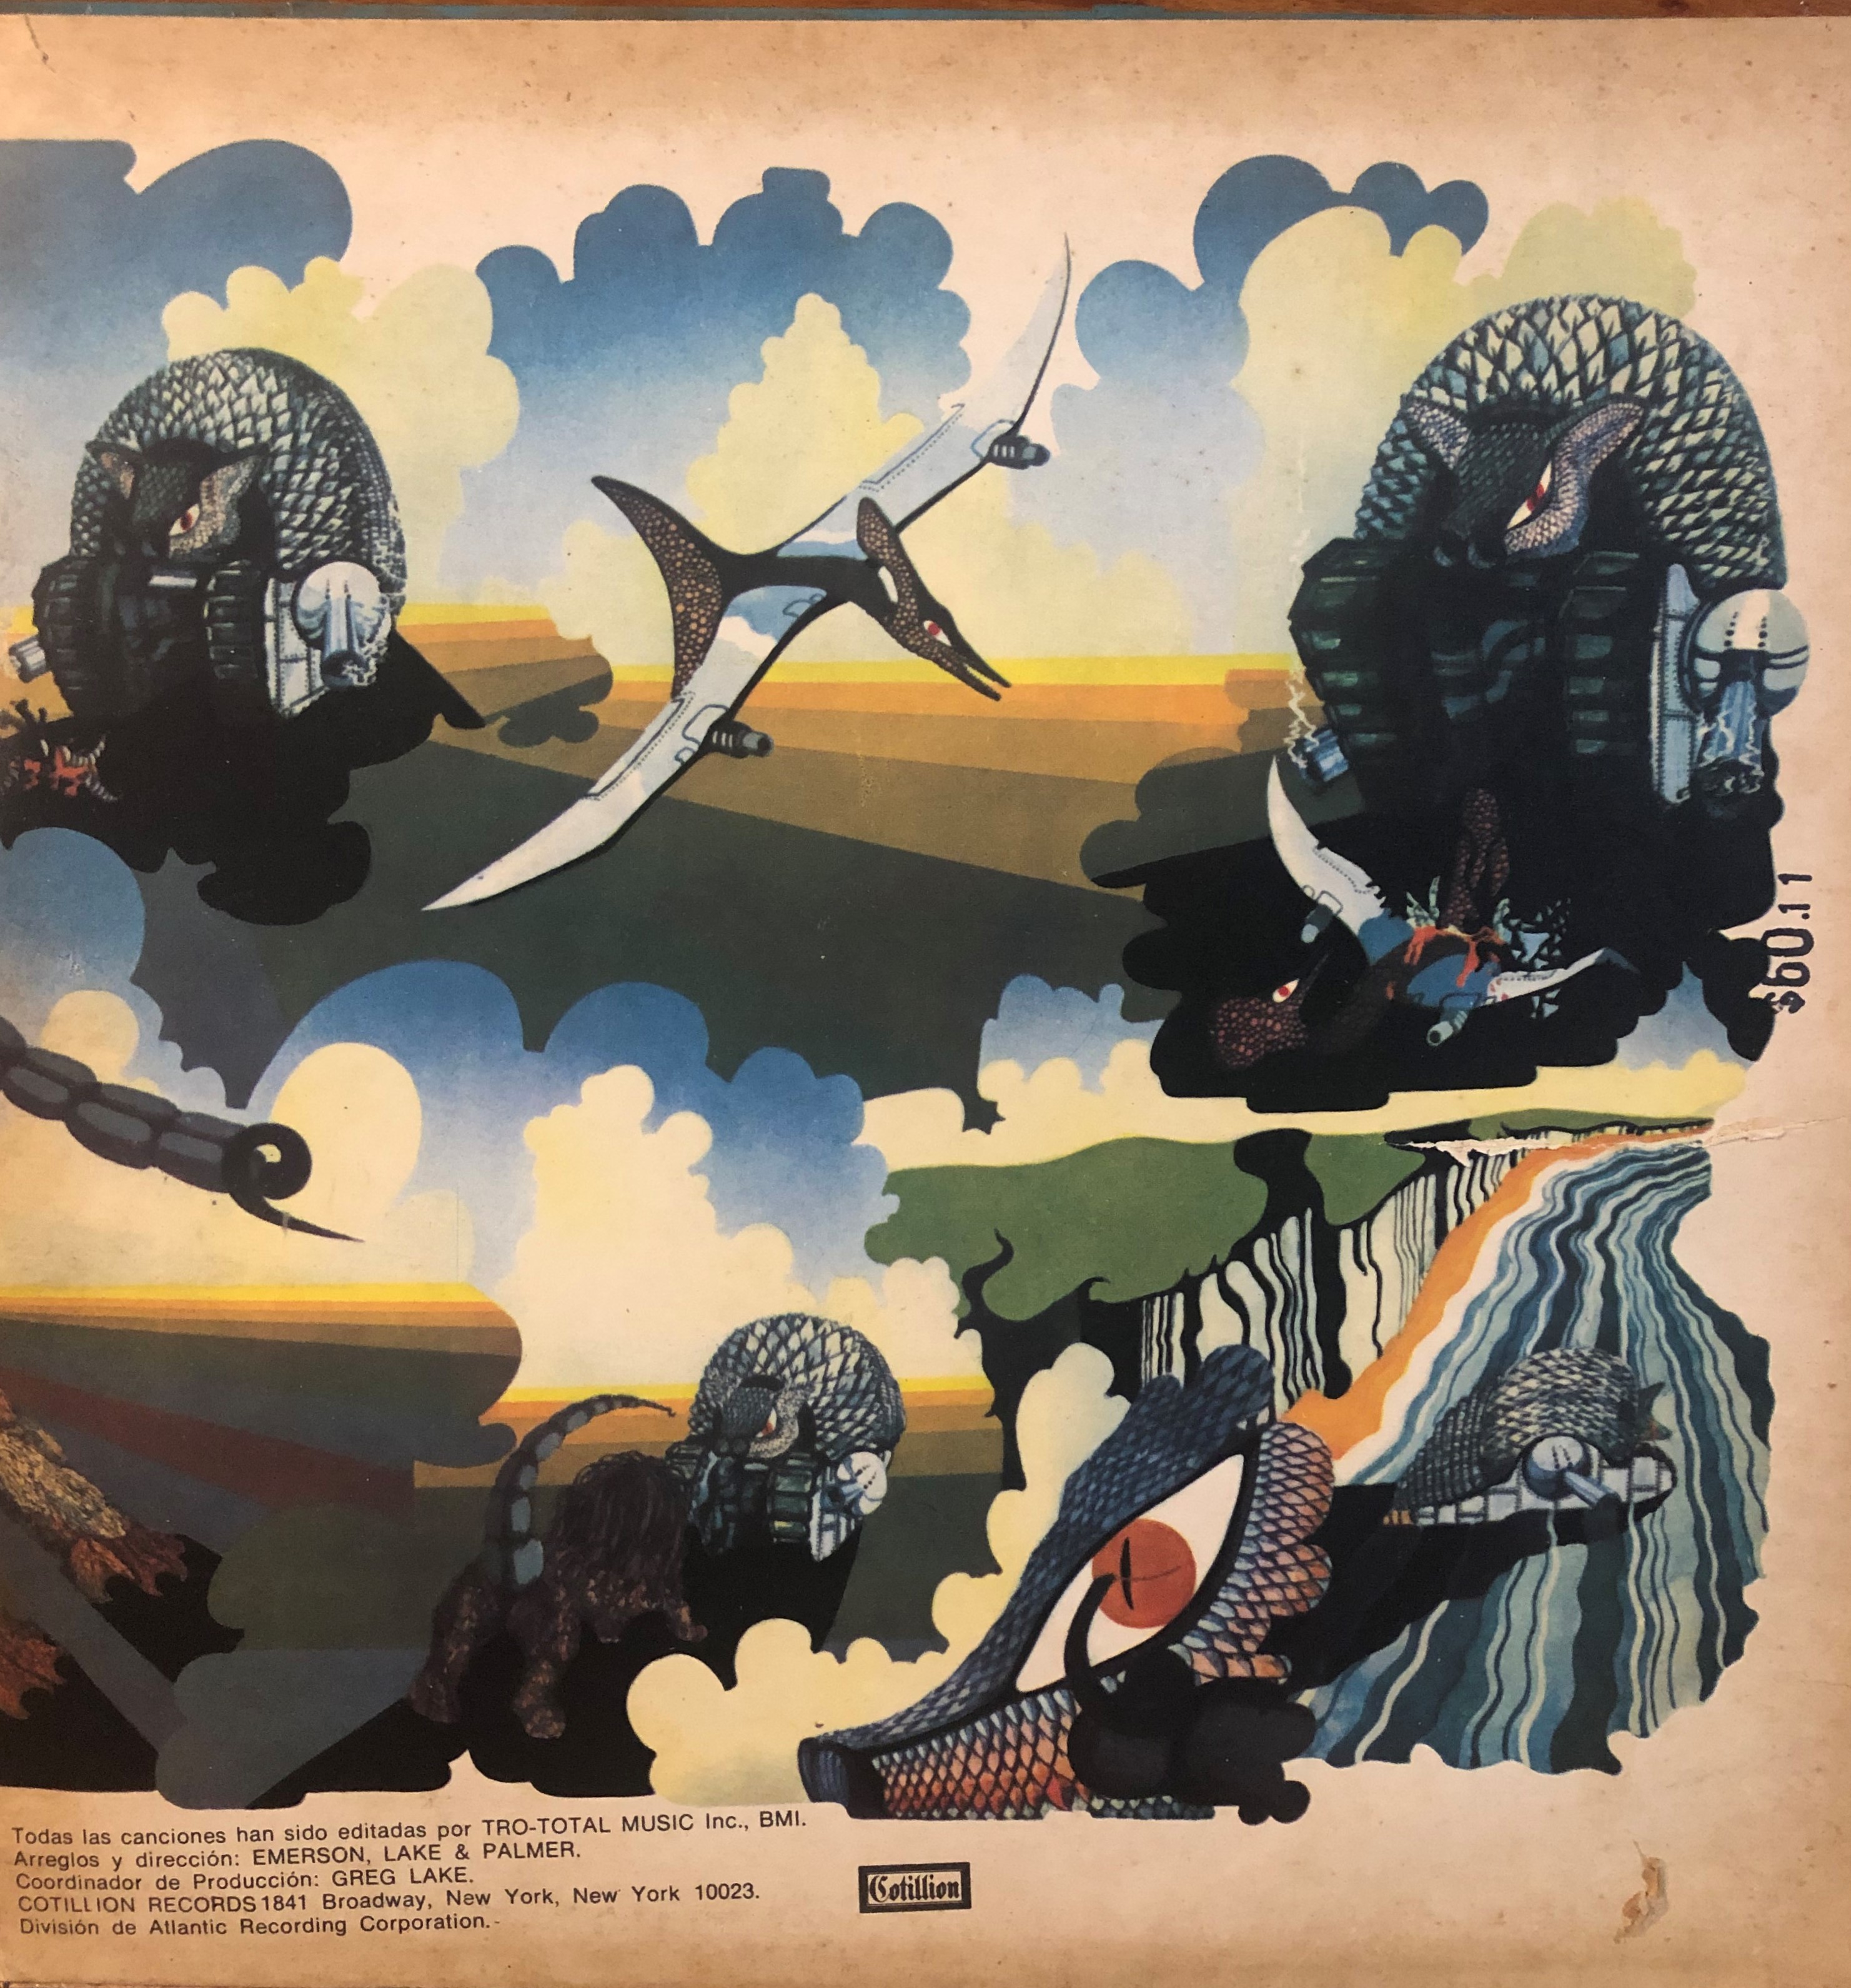 $60.11
Todas las canciones han sido editadas por TRO-TOTAL MUSIC Inc., BMI.
Arreglos y dirección: EMERSON, LAKE & PALMER.
Coordinador de Producción: GREG LAKE.
COTILLION RECORDS 1841 Broadway, New York, New York 10023.
División de Atlantic Recording Corporation.-
Cotillion